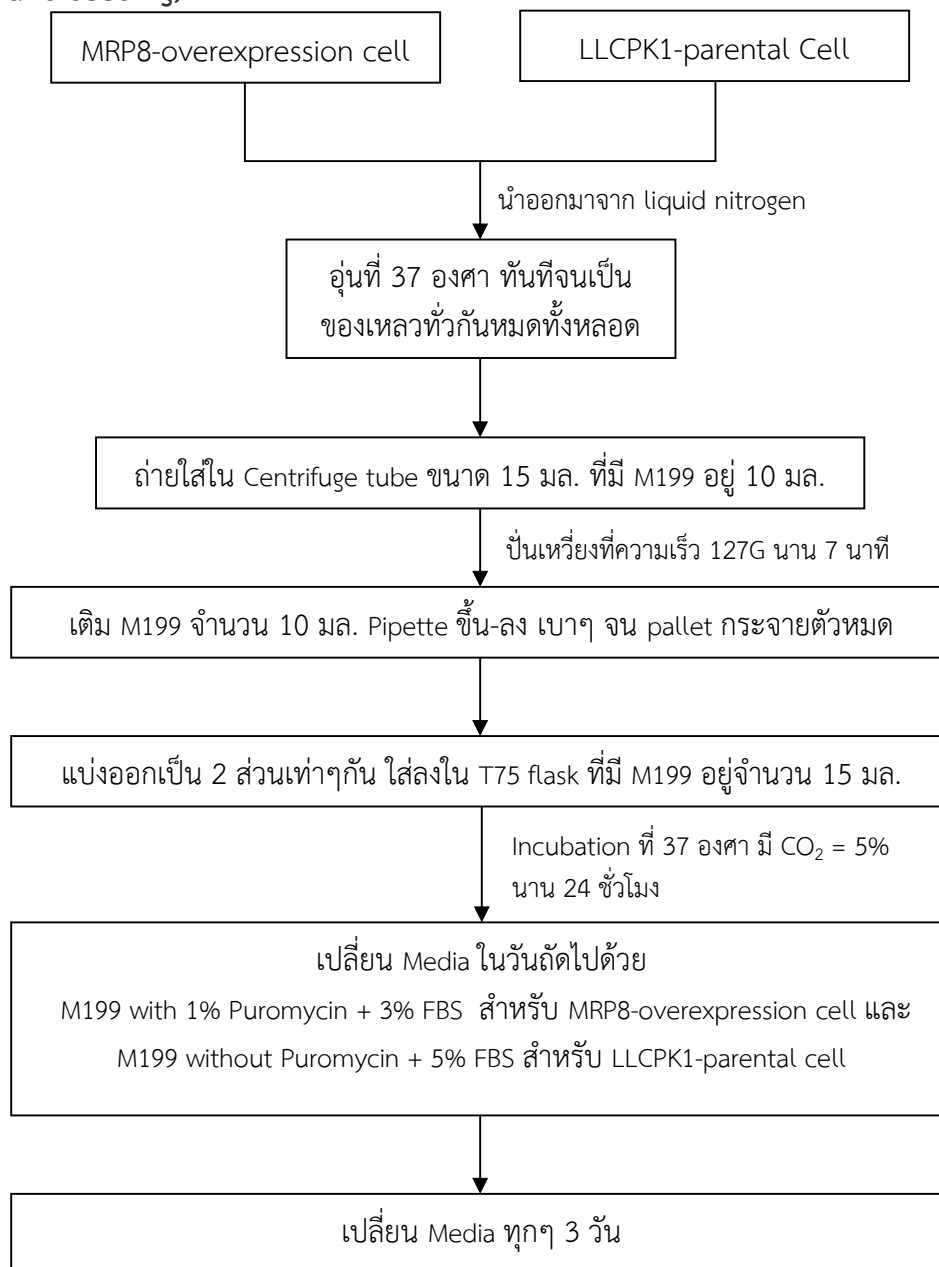 MRP8-overexpression cell
LLCPK1-parental Cell
นำออกมาจาก liquid nitrogen
อุ่นที่ 37 องศา ทันทีจนเป็น
ของเหลวทั่วกันหมดทั้งหลอด
ถ่ายใส่ใน Centrifuge tube ขนาด 15 มล. ที่มี M199 อยู่ 10 มล.
ปั่นเหวี่ยงที่ความเร็ว 127G นาน 7 นาที
เติม M199 จำนวน 10 มล. Pipette ขึ้น-ลง เบาๆ จน pallet กระจายตัวหมด
แบ่งออกเป็น 2 ส่วนเท่าๆกัน ใส่ลงใน T75 flask ที่มี M199 อยู่จำนวน 15 มล.
Incubation ที่ 37 องศา มี CO₂ = 5%
นาน 24 ชั่วโมง
เปลี่ยน Media ในวันถัดไปด้วย
M199 with 1% Puromycin + 3% FBS สำหรับ MRP8-overexpression cell และ
M199 without Puromycin + 5% FBS สำหรับ LLCPK1-parental cell
เปลี่ยน Media ทุกๆ 3 วัน